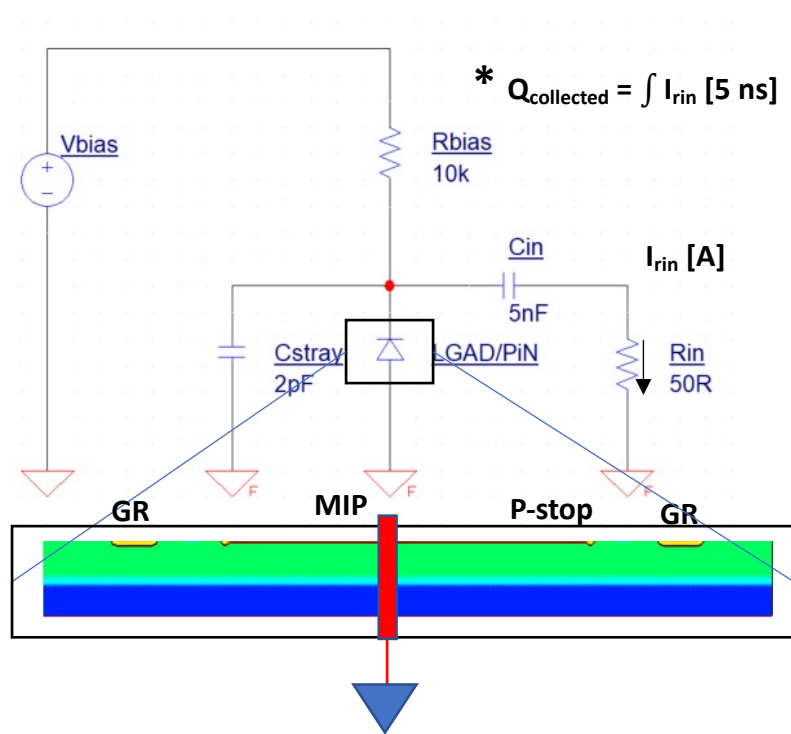 * Qcollected = ∫ Irin [5 ns]
Vbias
+
−
Rbias
10k
Cin
5nF
Irin [A]
Cstray
2pF
LGAD/PiN
Rin
50R
F
F
F
GR
MIP
P-stop
GR